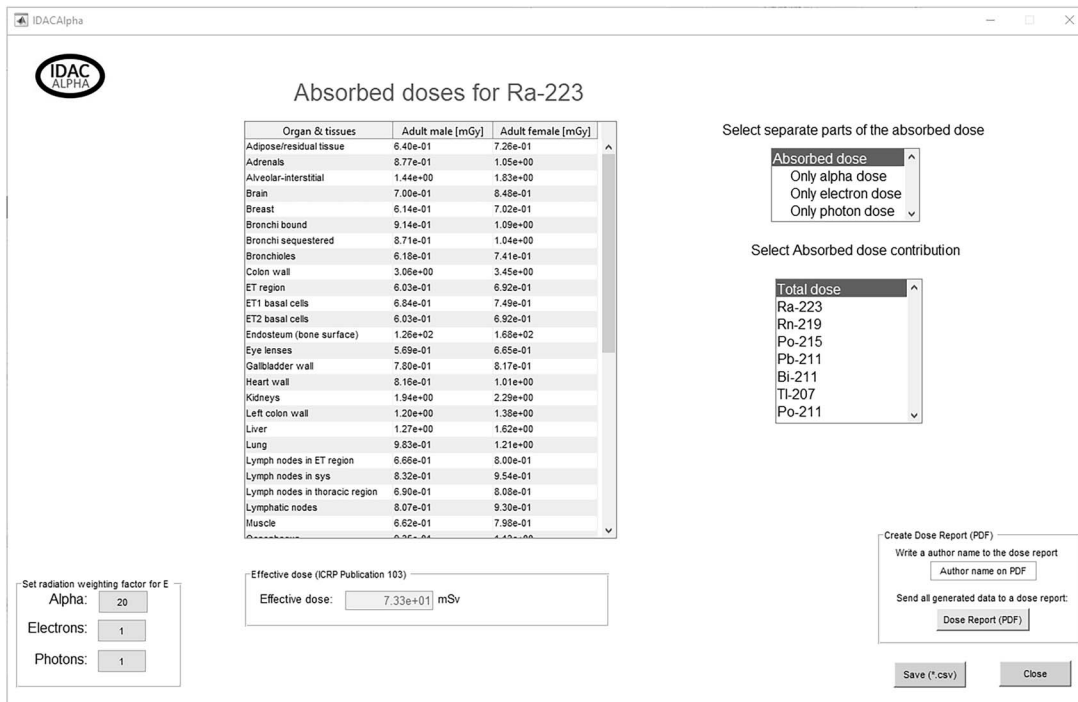 IDACAlpha
IDAC
ALPHA
Absorbed doses for Ra-223
Organ & tissues Adult male [mGy] Adult female [mGy]
Adipose/residual tissue 6.40e-01 7.26e-01
Adrenals 8.77e-01 1.05e+00
Alveolar-interstitial 1.44e+00 1.83e+00
Brain 7.00e-01 8.48e-01
Breast 6.14e-01 7.02e-01
Bronchi bound 9.14e-01 1.09e+00
Bronchi sequestered 8.71e-01 1.04e+00
Bronchioles 6.18e-01 7.41e-01
Colon wall 3.06e+00 3.45e+00
ET region 6.03e-01 6.92e-01
ET1 basal cells 6.84e-01 7.49e-01
ET2 basal cells 6.03e-01 6.92e-01
Endosteum (bone surface) 1.26e+02 1.68e+02
Eye lenses 5.69e-01 6.65e-01
Gallbladder wall 7.80e-01 8.17e-01
Heart wall 8.16e-01 1.01e+00
Kidneys 1.94e+00 2.29e+00
Left colon wall 1.20e+00 1.38e+00
Liver 1.27e+00 1.62e+00
Lung 9.83e-01 1.21e+00
Lymph nodes in ET region 6.66e-01 8.00e-01
Lymph nodes in sys 8.32e-01 9.54e-01
Lymph nodes in thoracic region 6.90e-01 8.08e-01
Lymphatic nodes 8.07e-01 9.30e-01
Muscle 6.62e-01 7.98e-01
Select separate parts of the absorbed dose
Absorbed dose
Only alpha dose
Only electron dose
Only photon dose
Select Absorbed dose contribution
Total dose
Ra-223
Rn-219
Po-215
Pb-211
Bi-211
Tl-207
Po-211
Set radiation weighting factor for E
Alpha: 20
Electrons: 1
Photons: 1
Effective dose (ICRP Publication 103)
Effective dose: 7.33e+01 mSv
Create Dose Report (PDF)
Write a author name to the dose report
Author name on PDF
Send all generated data to a dose report:
Dose Report (PDF)
Save (*.csv)
Close